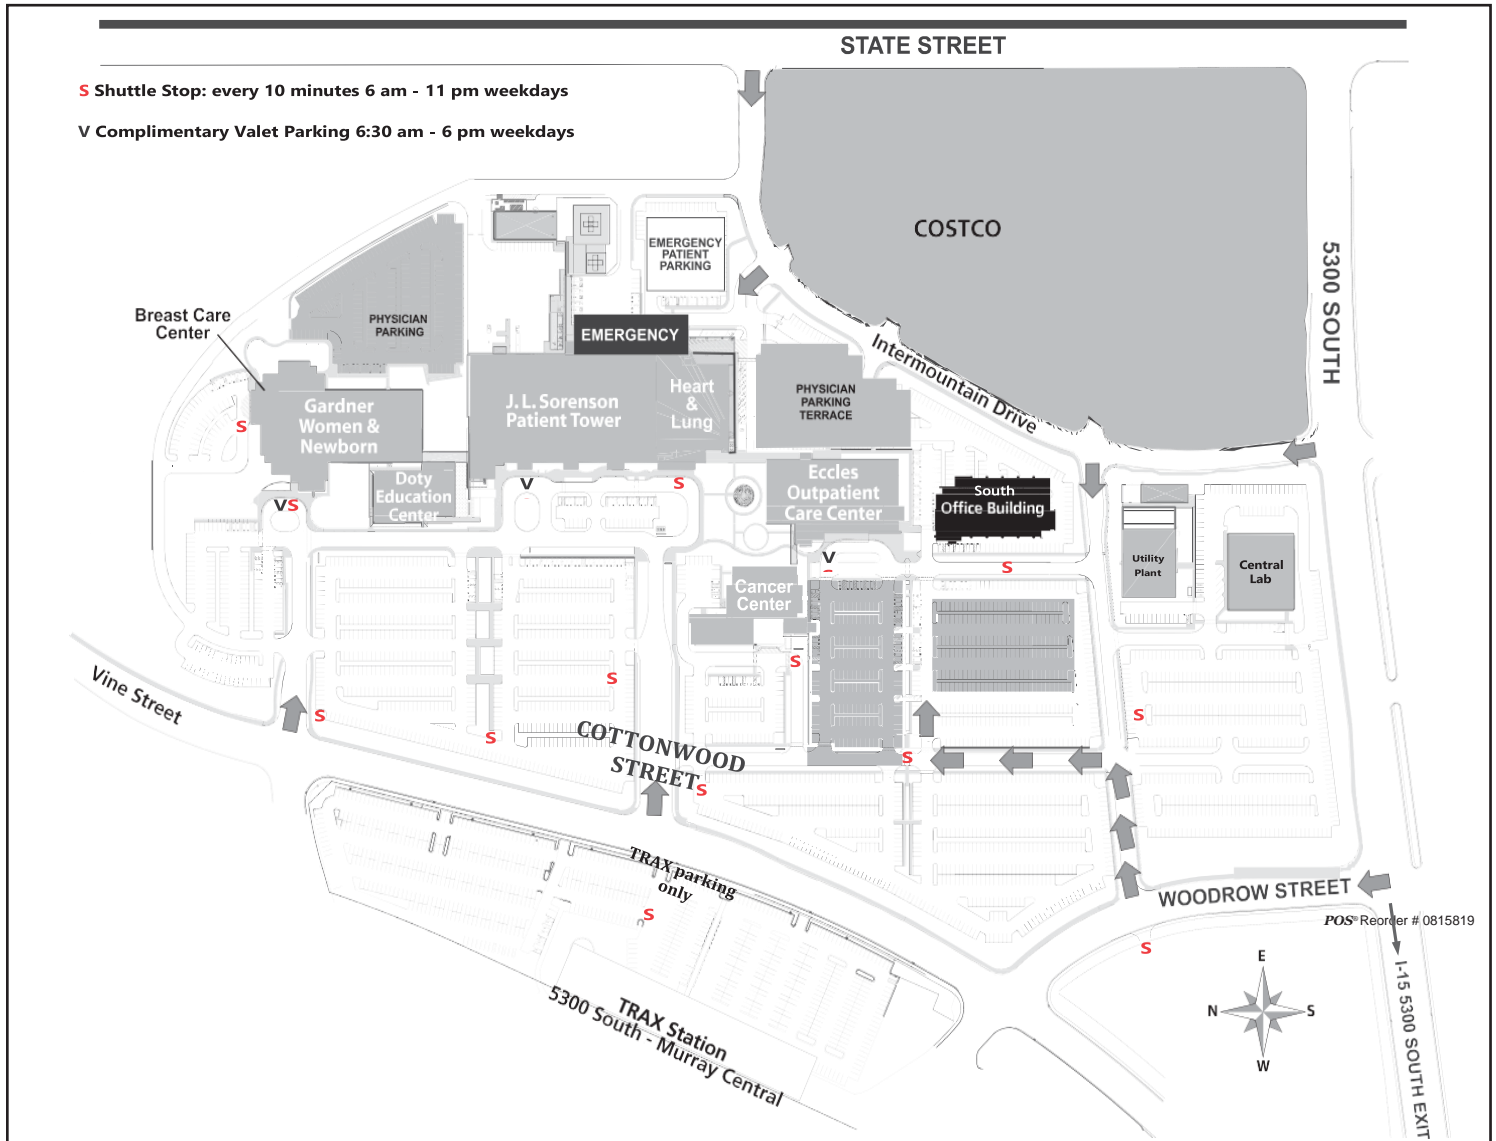 STATE STREET
S Shuttle Stop: every 10 minutes 6 am - 11 pm weekdays
V Complimentary Valet Parking 6:30 am - 6 pm weekdays
COSTCO
5300 SOUTH
EMERGENCY
PATIENT
PARKING
Breast Care
Center
PHYSICIAN
PARKING
EMERGENCY
Intermountain Drive
Gardner
Women &
Newborn
J. L. Sorenson
Patient Tower
Heart
&
Lung
PHYSICIAN
PARKING
TERRACE
S
Doty
Education
Center
V
S
Eccles
Outpatient
Care Center
South
Office Building
VS
V
S
Utility
Plant
Central
Lab
Cancer
Center
S
S
Vine Street
S
S
S
S
COTTONWOOD
STREET
S
S
TRAX parking
only
S
WOODROW STREET
POS® Reorder # 0815819
S
I-15 5300 SOUTH EXIT
TRAX Station
5300 South - Murray Central
E
N
S
W